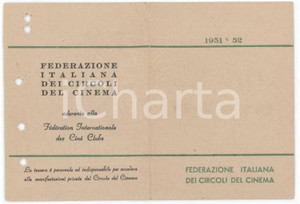 1951 - 52
FEDERAZIONE
ITALIANA
DEI CIRCOLI
DEL CINEMA
aderente alla
Fédération Internationale
des Ciné Clubs
La tessera è personale ed indispensabile per accedere
alle manifestazioni private del Circolo del Cinema
FEDERAZIONE ITALIANA
DEI CIRCOLI DEL CINEMA
iCharta